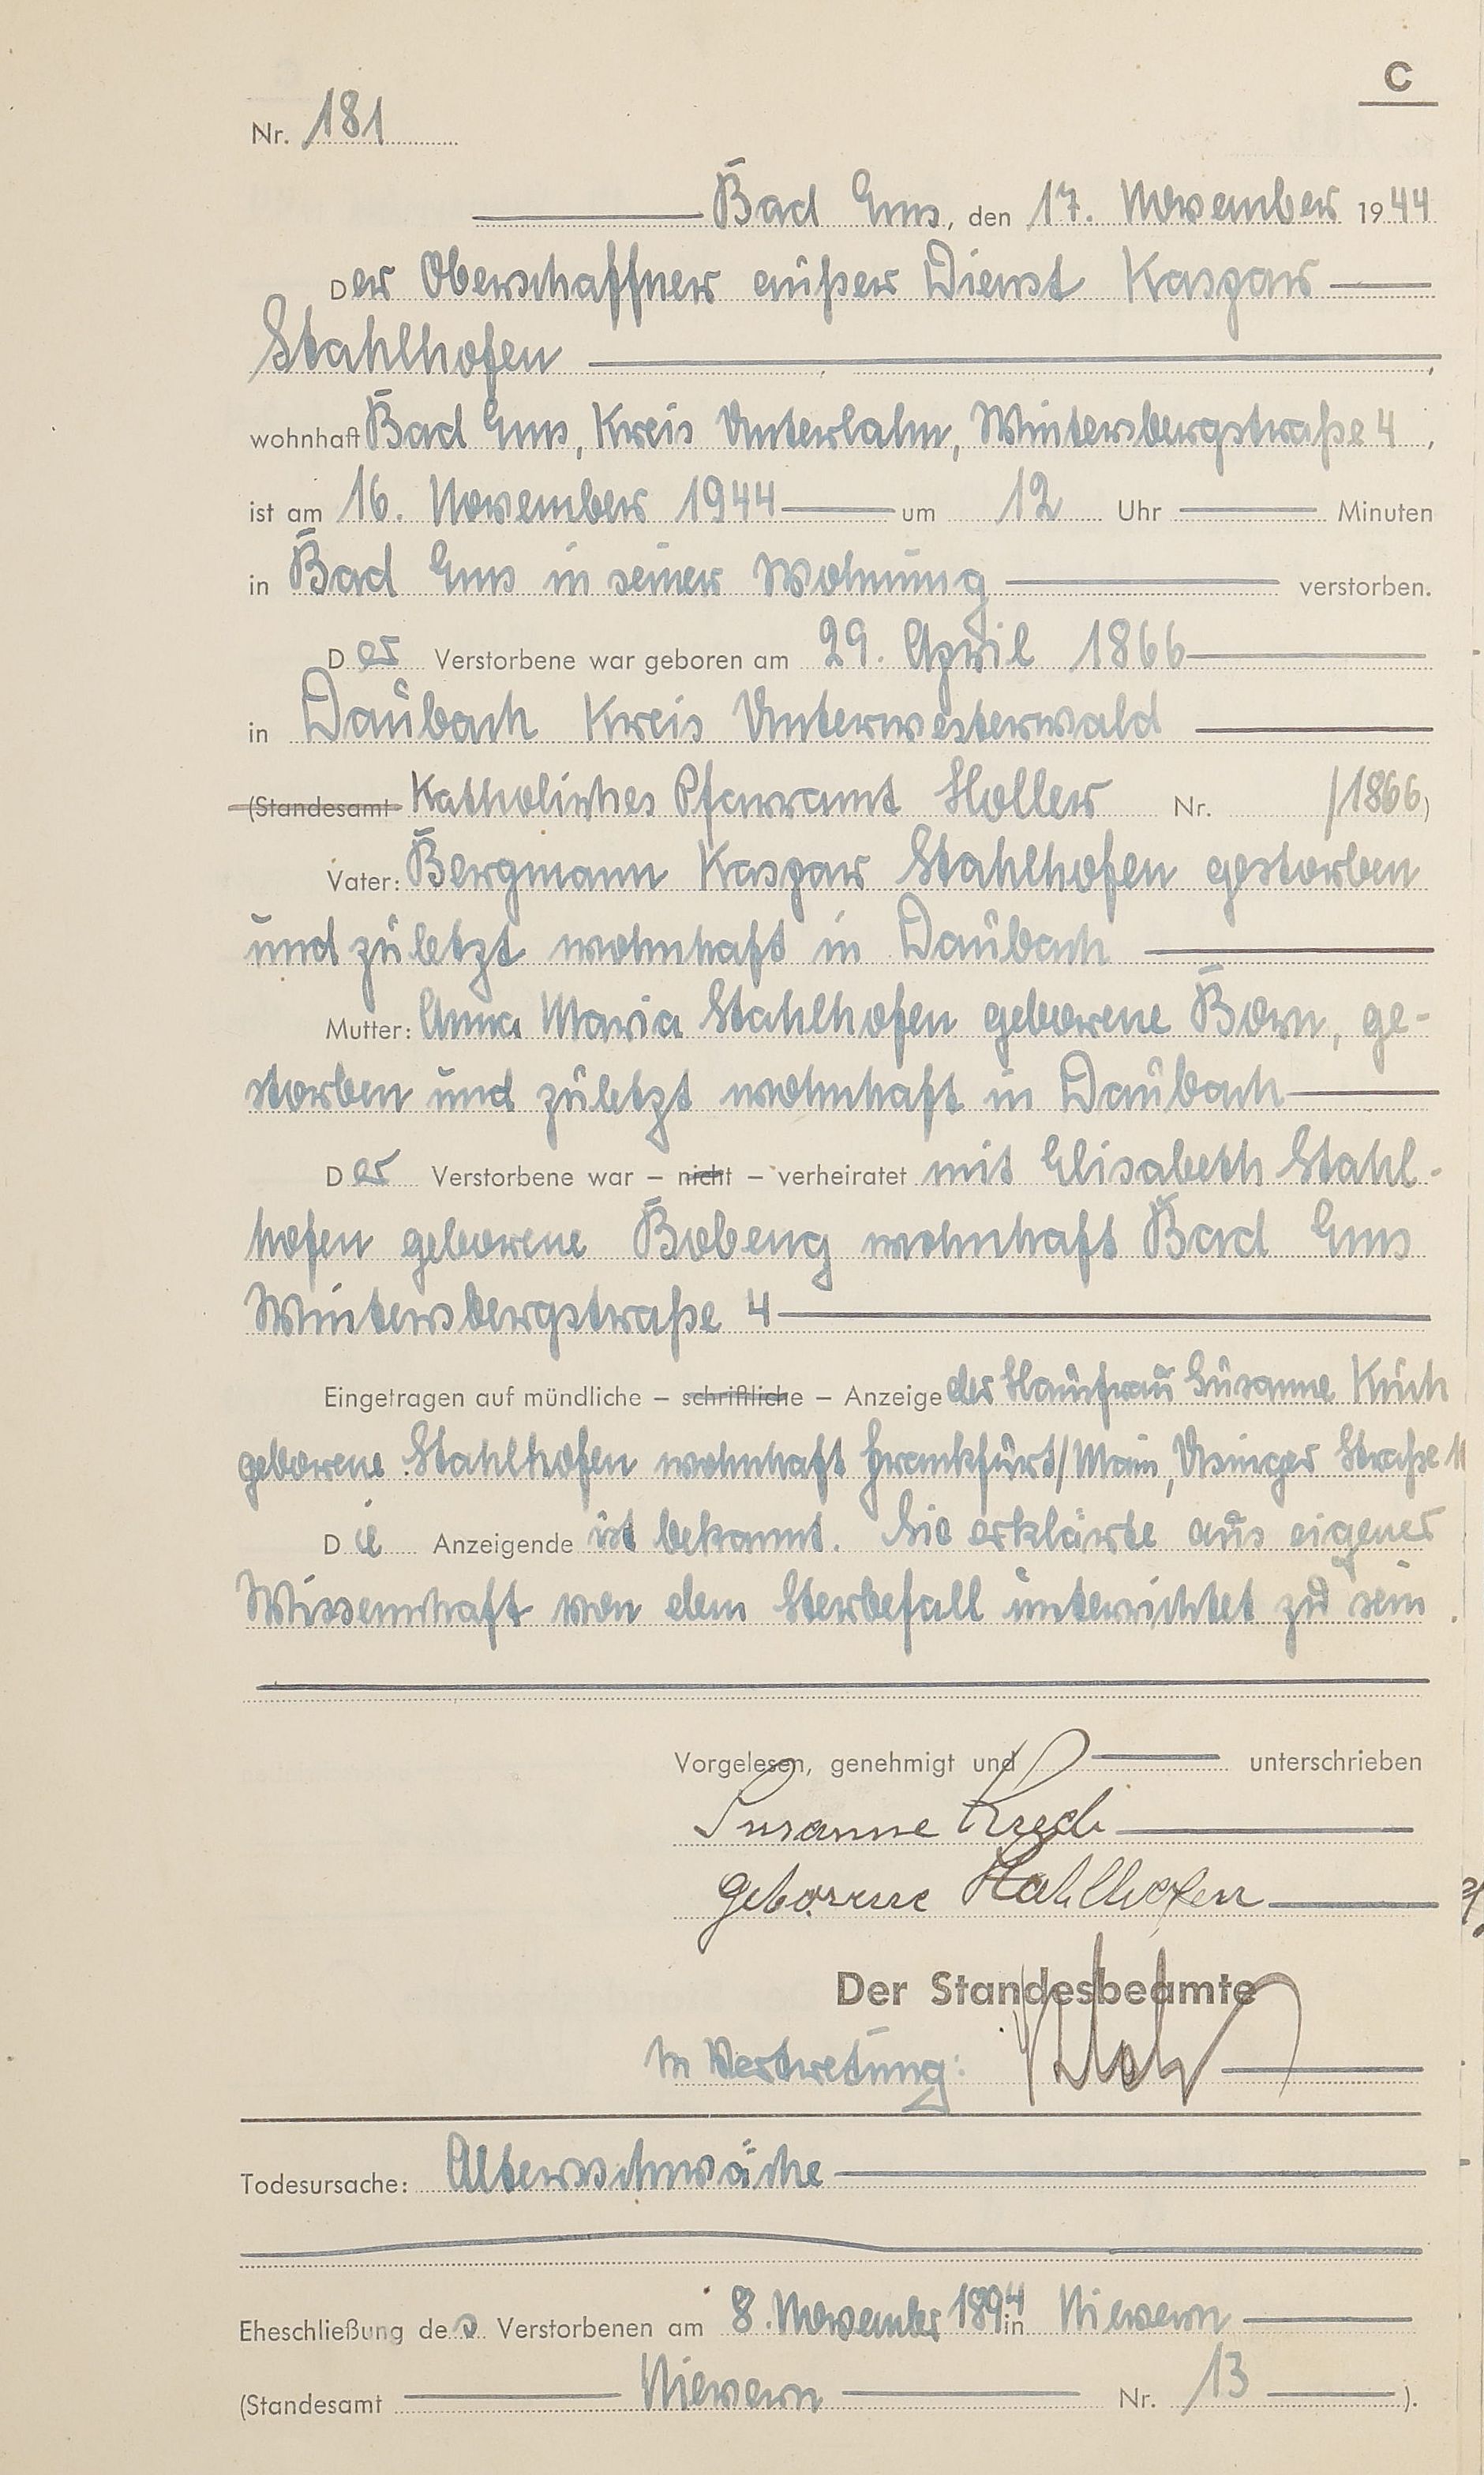 C
Nr. 181
Bad Ems, den 17. November 1944
Der Oberschaffner außer Dienst Kaspar
Stahlhofen ,
wohnhaft Bad Ems, Kreis Unterlahn, Wintersbergstraße 4 ,
ist am 16. November 1944 um 12 Uhr Minuten
in Bad Ems in seiner Wohnung verstorben.
Der Verstorbene war geboren am 29. April 1866
in Daubach Kreis Unterwesterwald
(Standesamt Katholisches Pfarramt Holler Nr. /1866)
Vater: Bergmann Kaspar Stahlhofen gestorben
und zuletzt wohnhaft in Daubach
Mutter: Anna Maria Stahlhofen geborene Born, ge-
storben und zuletzt wohnhaft in Daubach
Der Verstorbene war – nicht – verheiratet mit Elisabeth Stahl-
hofen geborene Bobeng wohnhaft Bad Ems
Wintersbergstraße 4
Eingetragen auf mündliche – schriftliche – Anzeige der Hausfrau Susanne
geborene Stahlhofen wohnhaft Frankfurt/Main, Usinger Straße
Die Anzeigende ist bekannt. Sie erklärte aus eigener
Wissenschaft von dem Sterbefall unterrichtet zu sein.
Vorgelesen, genehmigt und unterschrieben
Susanne
geborene Stahlhofen
Der Standesbeamte
In Vertretung:
Todesursache: Altersschwäche
Eheschließung des Verstorbenen am 8. November 1894 in Nievern
(Standesamt Nievern Nr. 13 ).